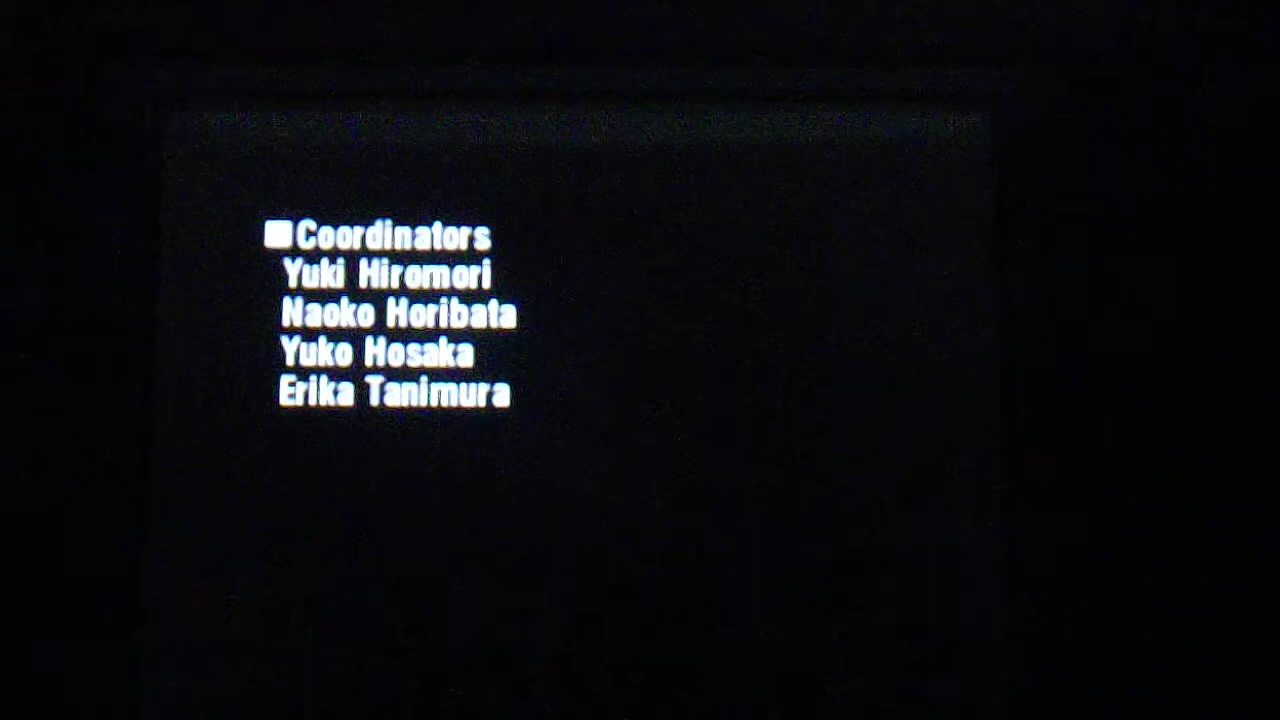 ■Coordinators
Yuki Hiromori
Naoko Horibata
Yuko Hosaka
Erika Tanimura